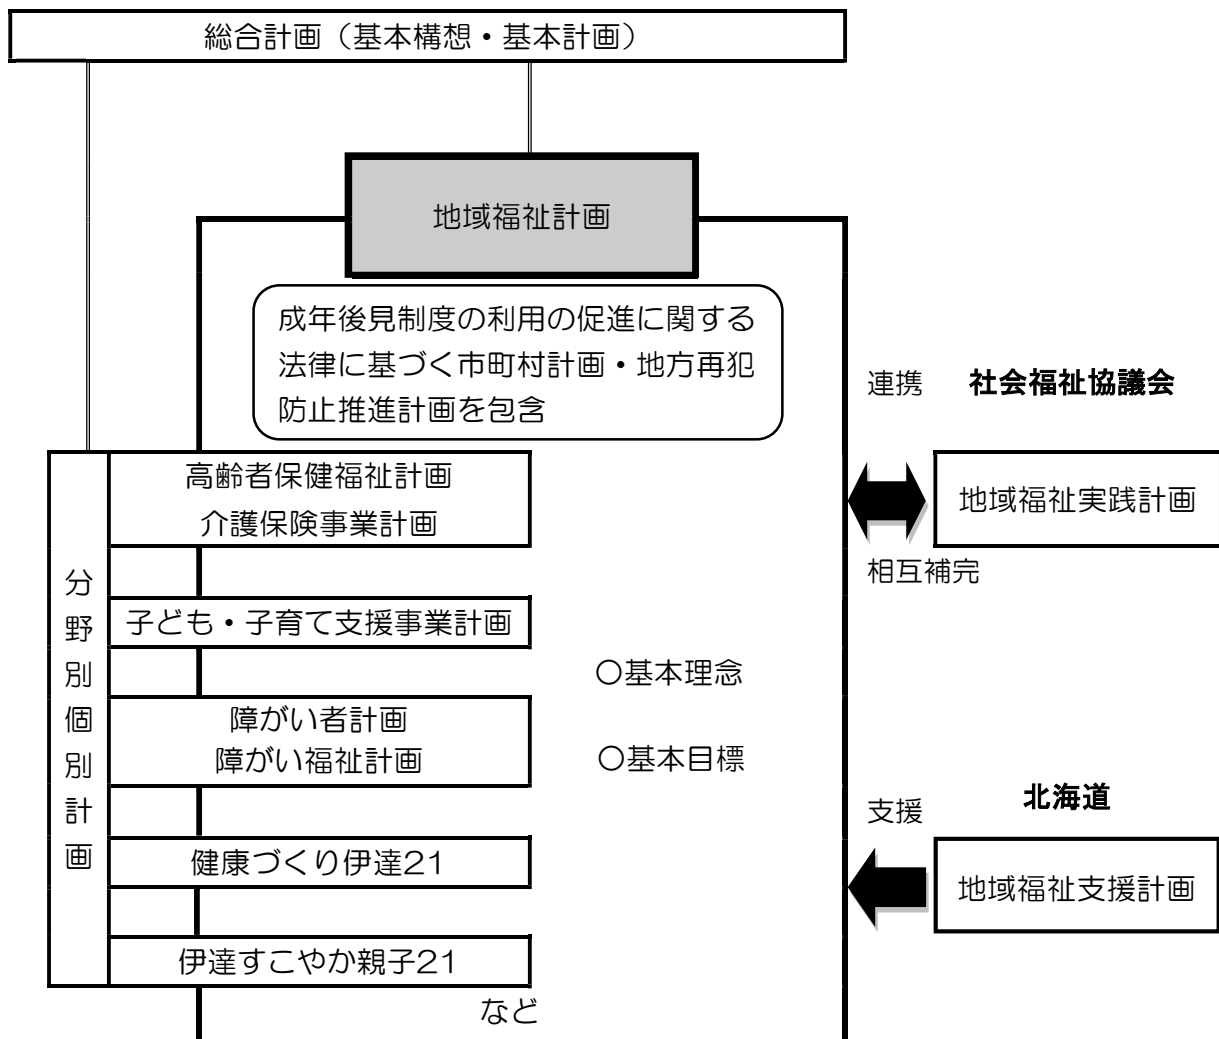 総合計画（基本構想・基本計画）
地域福祉計画
成年後見制度の利用の促進に関する
法律に基づく市町村計画・地方再犯
防止推進計画を包含
連携
社会福祉協議会
地域福祉実践計画
相互補完
分野別個別計画
高齢者保健福祉計画
介護保険事業計画
子ども・子育て支援事業計画
〇基本理念
障がい者計画
障がい福祉計画
〇基本目標
支援
北海道
地域福祉支援計画
健康づくり伊達21
伊達すこやか親子21
など